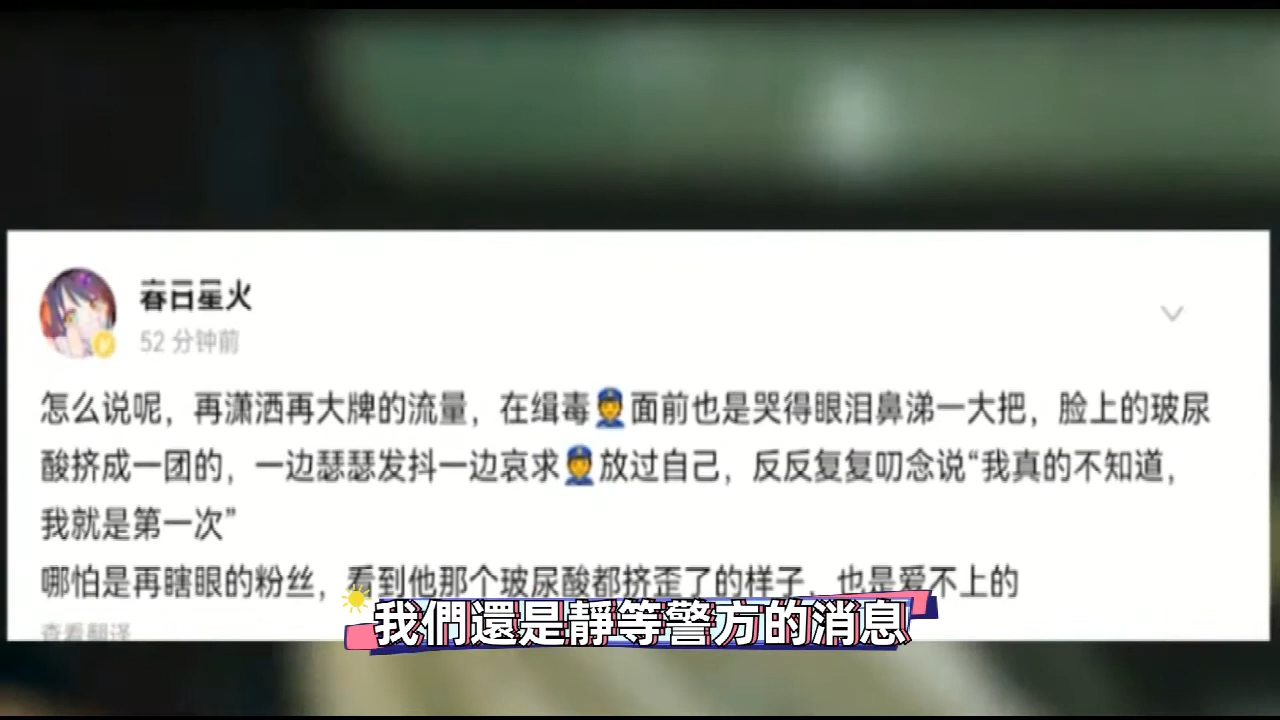 春日星火
52 分钟前
怎么说呢，再潇洒再大牌的流量，在缉毒👮面前也是哭得眼泪鼻涕一大把，脸上的玻尿
酸挤成一团的，一边瑟瑟发抖一边哀求👮放过自己，反反复复叨念说“我真的不知道，
我就是第一次”
哪怕是再瞎眼的粉丝，看到他那个玻尿酸都挤歪了的样子，也是爱不上的
查看翻译
我們還是靜等警方的消息